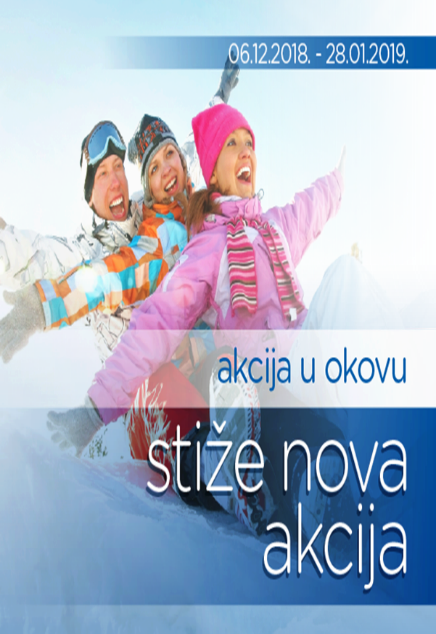 06.12.2018. - 28.01.2019.
akcija u okovu
stiže nova
akcija